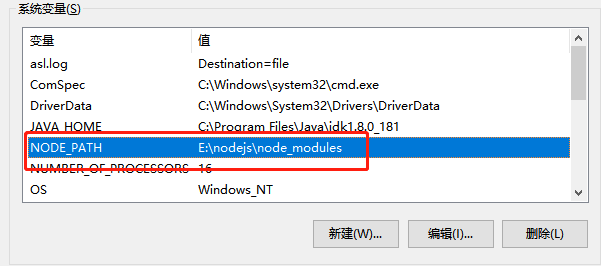 系统变量(S)
变量 值
asl.log Destination=file
ComSpec C:\Windows\system32\cmd.exe
DriverData C:\Windows\System32\Drivers\DriverData
JAVA_HOME C:\Program Files\Java\jdk1.8.0_181
NODE_PATH E:\nodejs\node_modules
NUMBER_OF_PROCESSORS 16
OS Windows_NT
新建(W)... 编辑(I)... 删除(L)